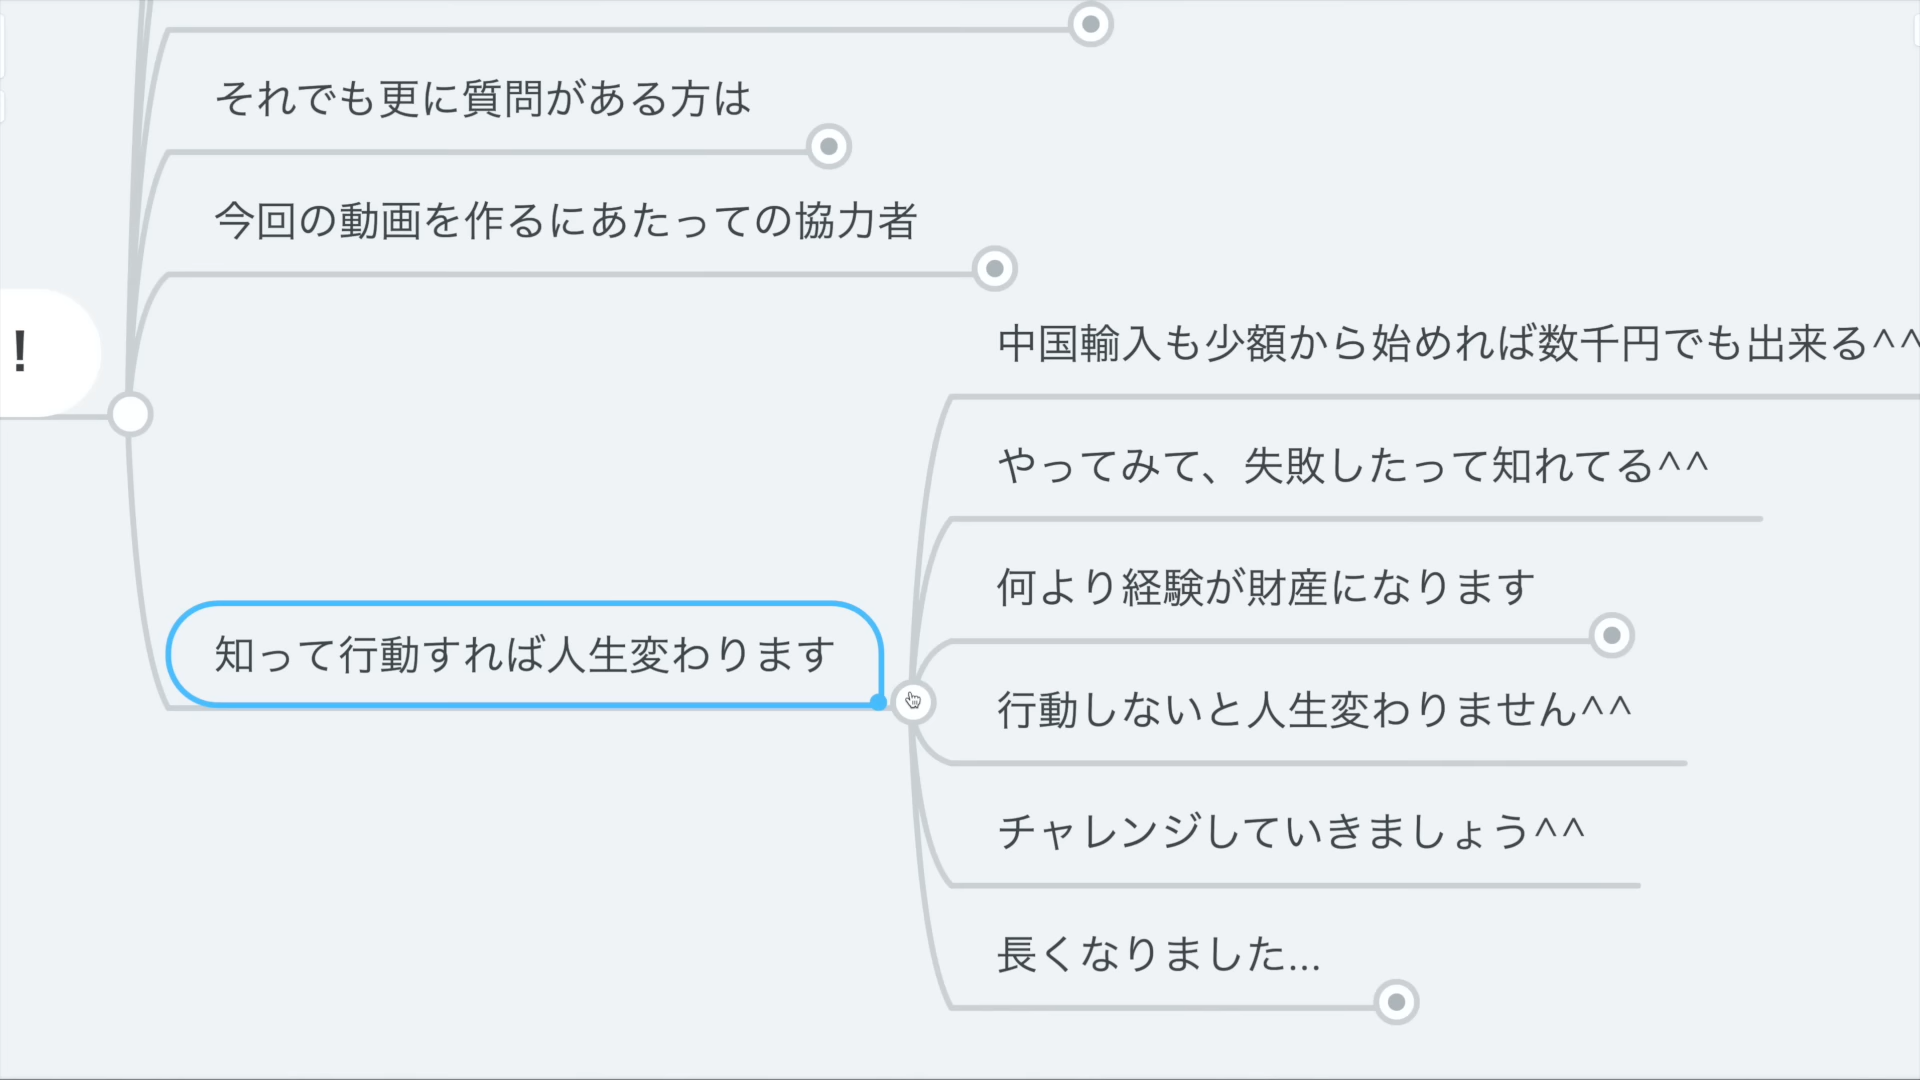 それでも更に質問がある方は
今回の動画を作るにあたっての協力者
!
中国輸入も少額から始めれば数千円でも出来る^^
やってみて、失敗したって知れてる^^
何より経験が財産になります
知って行動すれば人生変わります
行動しないと人生変わりません^^
チャレンジしていきましょう^^
長くなりました...